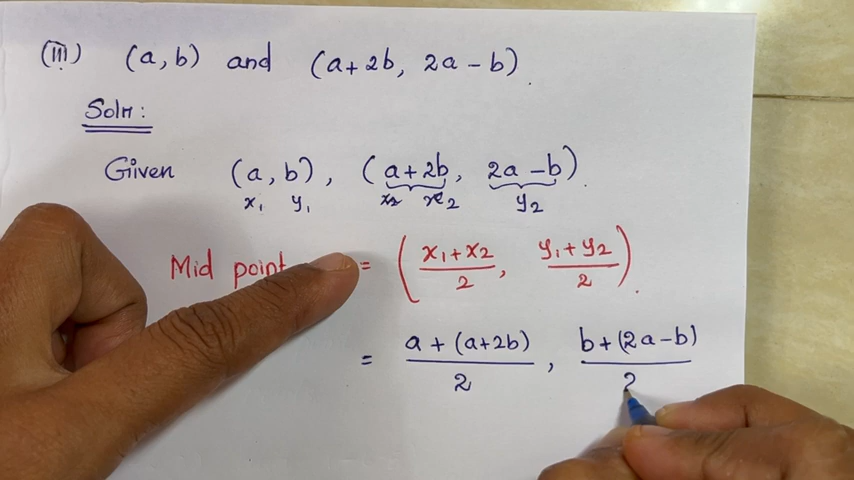 (III) (a, b) and (a+2b, 2a-b).
Soln:
Given (a, b), (a+2b, 2a-b).
x₁ y₁ x₂ y₂
Mid point = (x₁+x₂/2, y₁+y₂/2).
= a+(a+2b)/2, b+(2a-b)/2